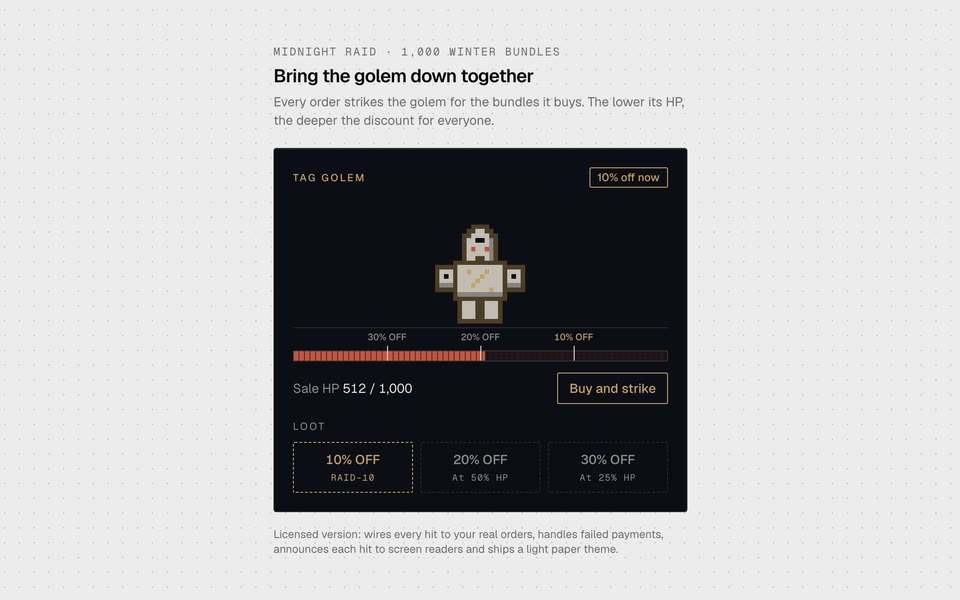 MIDNIGHT RAID · 1,000 WINTER BUNDLES
Bring the golem down together
Every order strikes the golem for the bundles it buys. The lower its HP,
the deeper the discount for everyone.
TAG GOLEM
10% off now
30% OFF
20% OFF
10% OFF
Sale HP 512 / 1,000
Buy and strike
LOOT
10% OFF
RAID-10
20% OFF
At 50% HP
30% OFF
At 25% HP
Licensed version: wires every hit to your real orders, handles failed payments,
announces each hit to screen readers and ships a light paper theme.